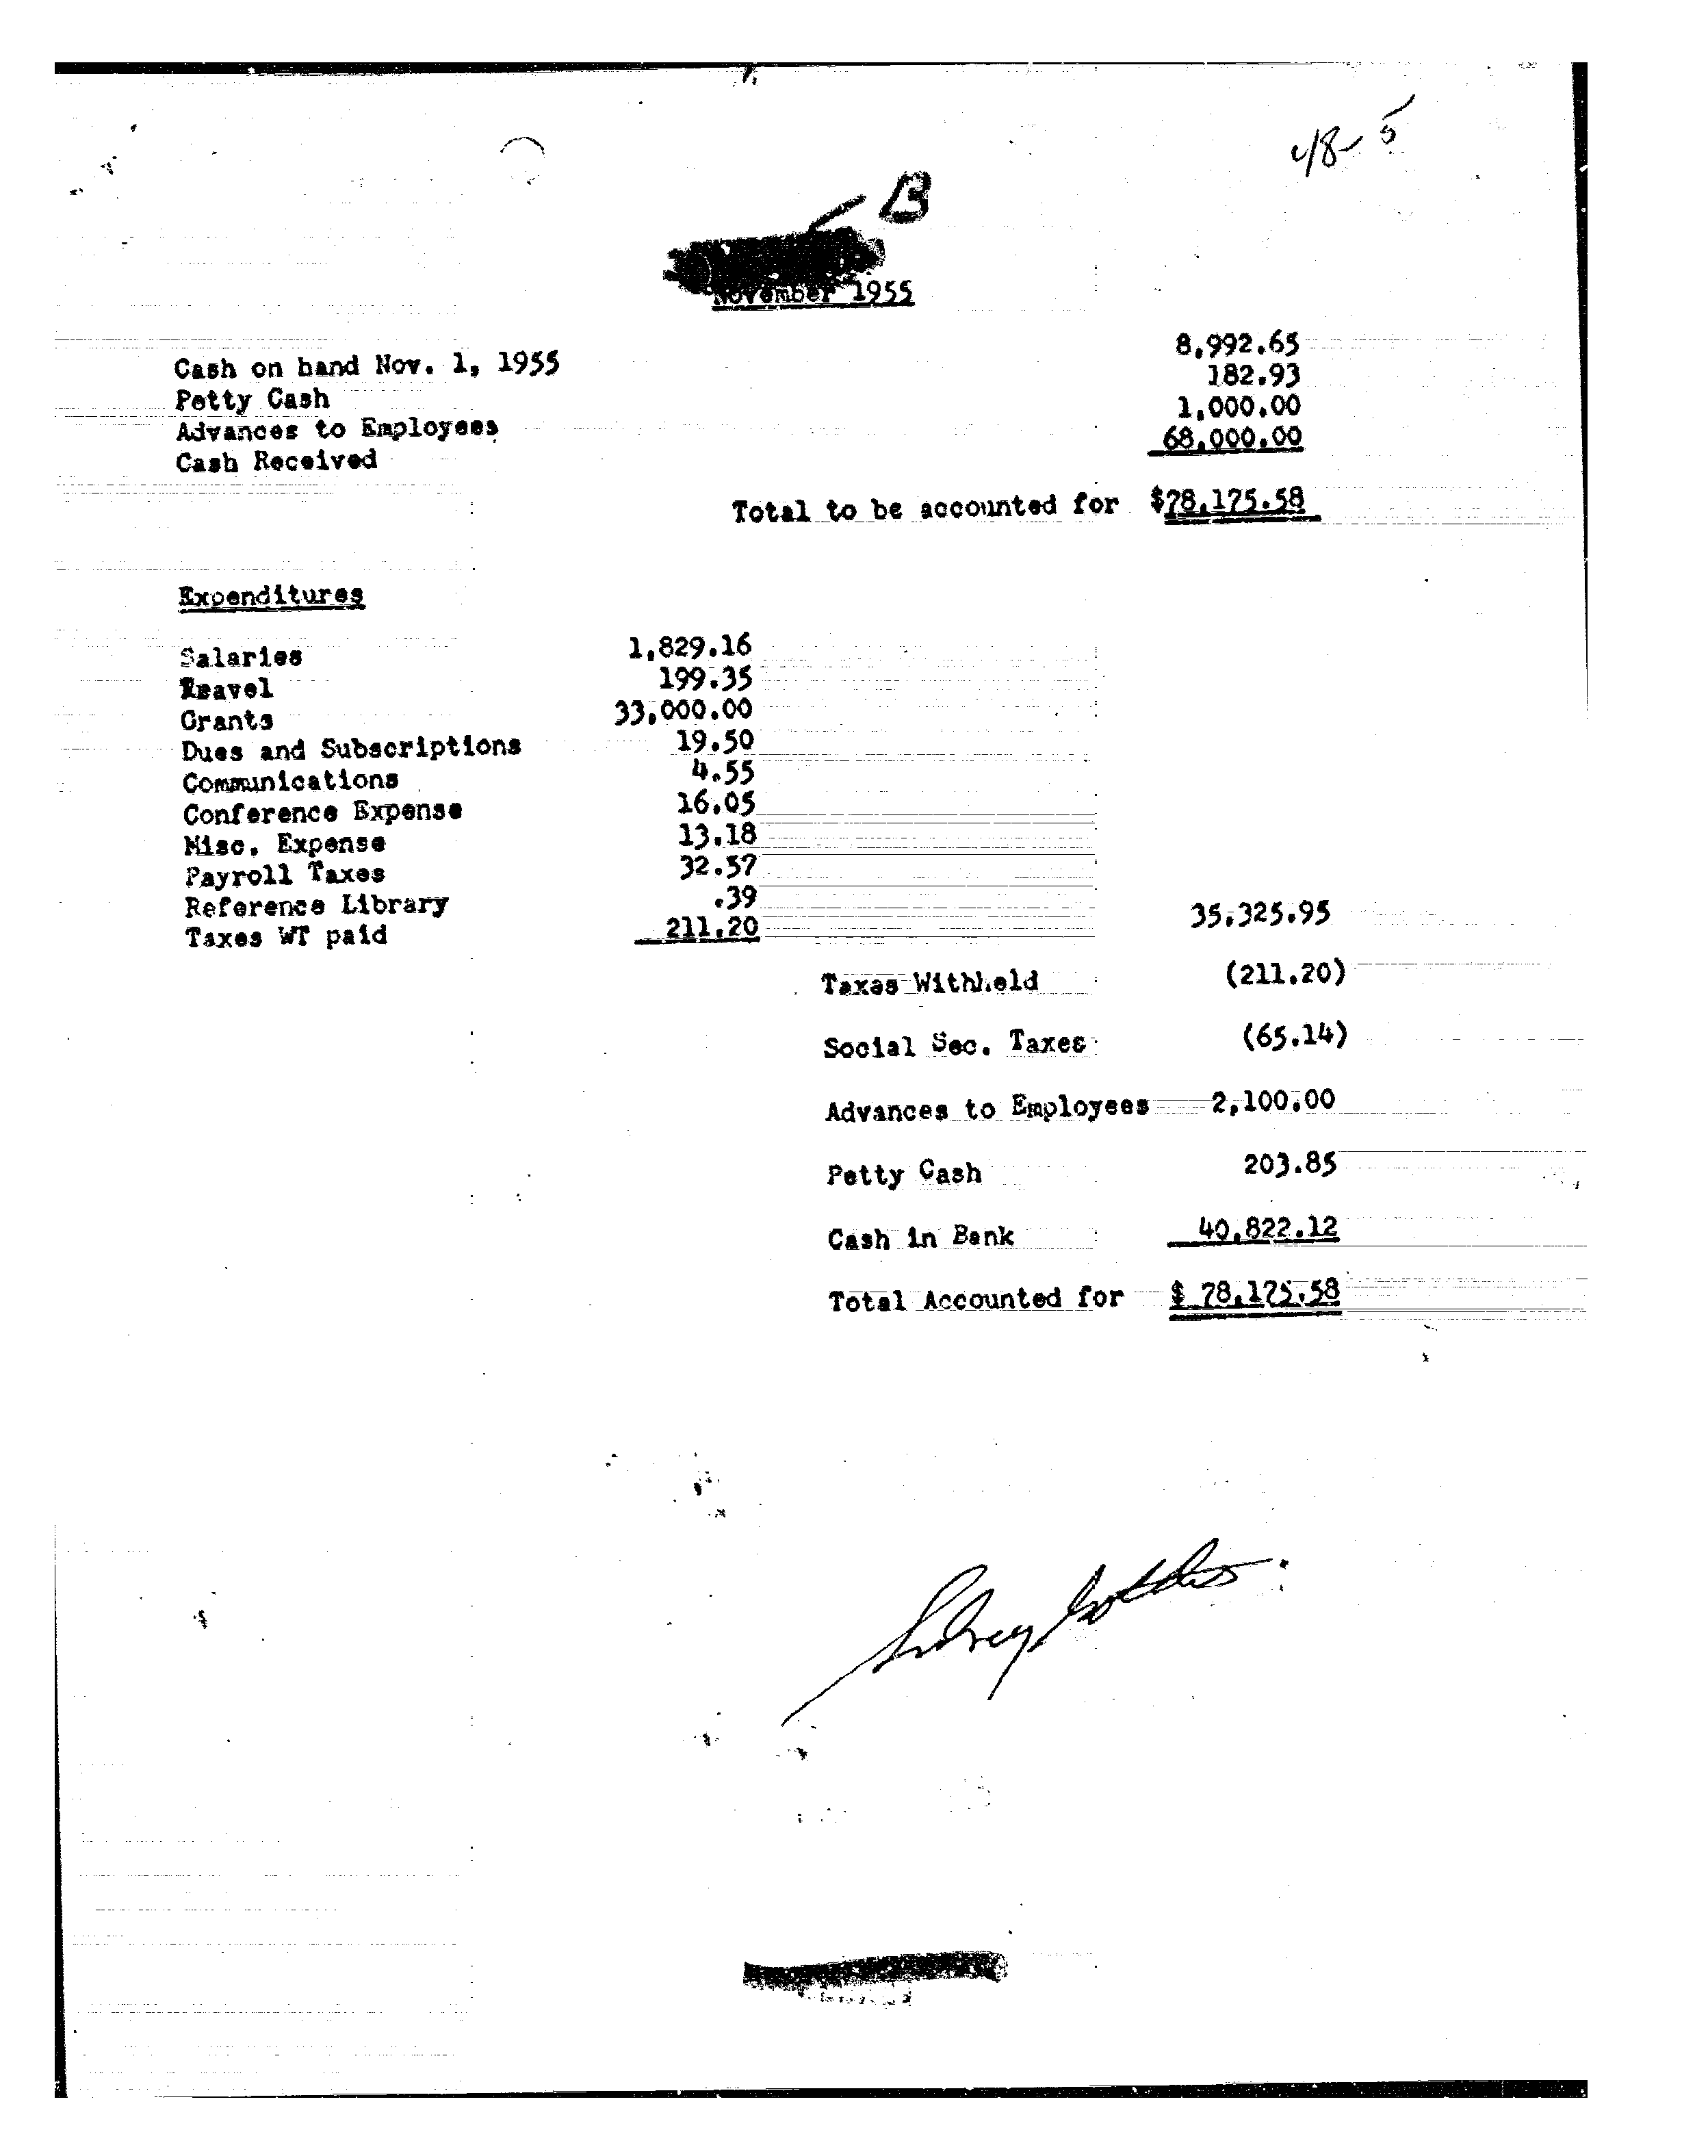 48-5
B
November 1955
Cash on hand Nov. 1, 1955 8,992.65
Petty Cash 182.93
Advances to Employees 1,000.00
Cash Received 68,000.00
Total to be accounted for $78,175.58
Expenditures
Salaries 1,829.16
Travel 199.35
Grants 33,000.00
Dues and Subscriptions 19.50
Communications 4.55
Conference Expense 16.05
Misc. Expense 13.18
Payroll Taxes 32.57
Reference Library .39
Taxes WT paid 211.20 35,325.95
Taxes Withheld (211.20)
Social Sec. Taxes (65.14)
Advances to Employees 2,100.00
Petty Cash 203.85
Cash in Bank 40,822.12
Total Accounted for $ 78,175.58
Sidney Gottlieb